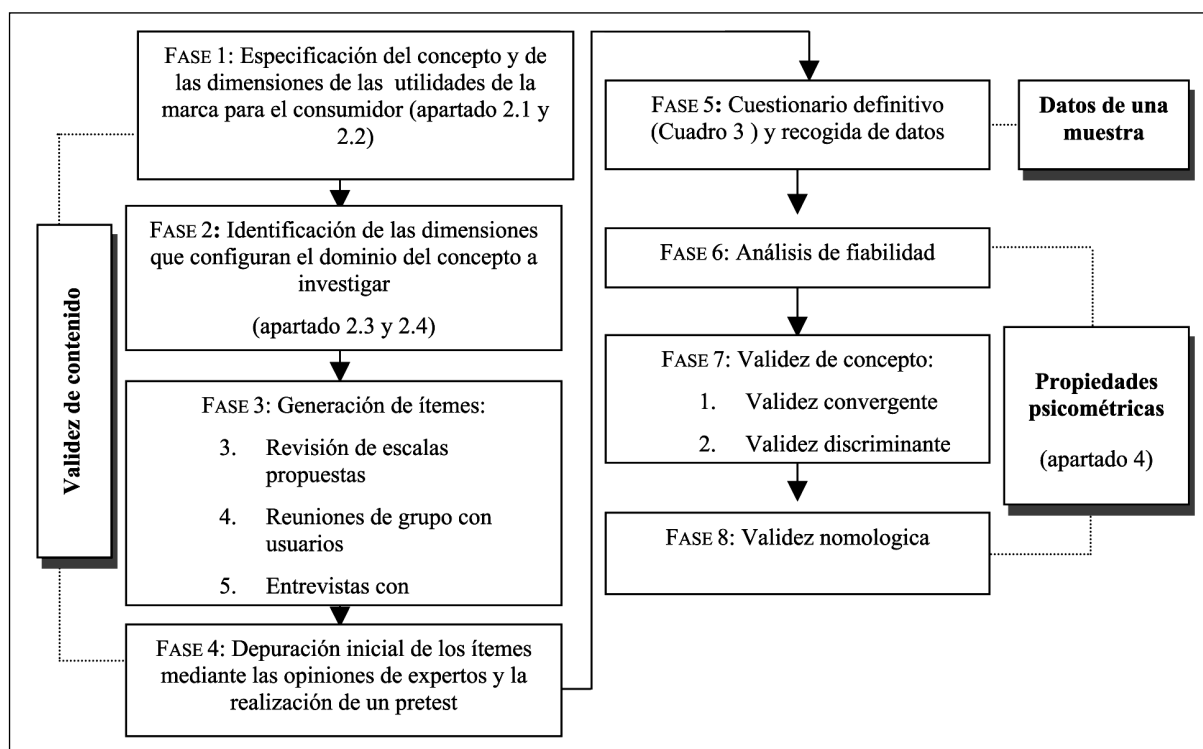 FASE 1: Especificación del concepto y de
las dimensiones de las utilidades de la
marca para el consumidor (apartado 2.1 y
2.2)
FASE 2: Identificación de las dimensiones
que configuran el dominio del concepto a
investigar
(apartado 2.3 y 2.4)
Validez de contenido
FASE 3: Generación de ítemes:
3. Revisión de escalas
propuestas
4. Reuniones de grupo con
usuarios
5. Entrevistas con
FASE 4: Depuración inicial de los ítemes
mediante las opiniones de expertos y la
realización de un pretest
FASE 5: Cuestionario definitivo
(Cuadro 3 ) y recogida de datos
Datos de una
muestra
FASE 6: Análisis de fiabilidad
FASE 7: Validez de concepto:
1. Validez convergente
2. Validez discriminante
Propiedades
psicométricas
(apartado 4)
FASE 8: Validez nomologica